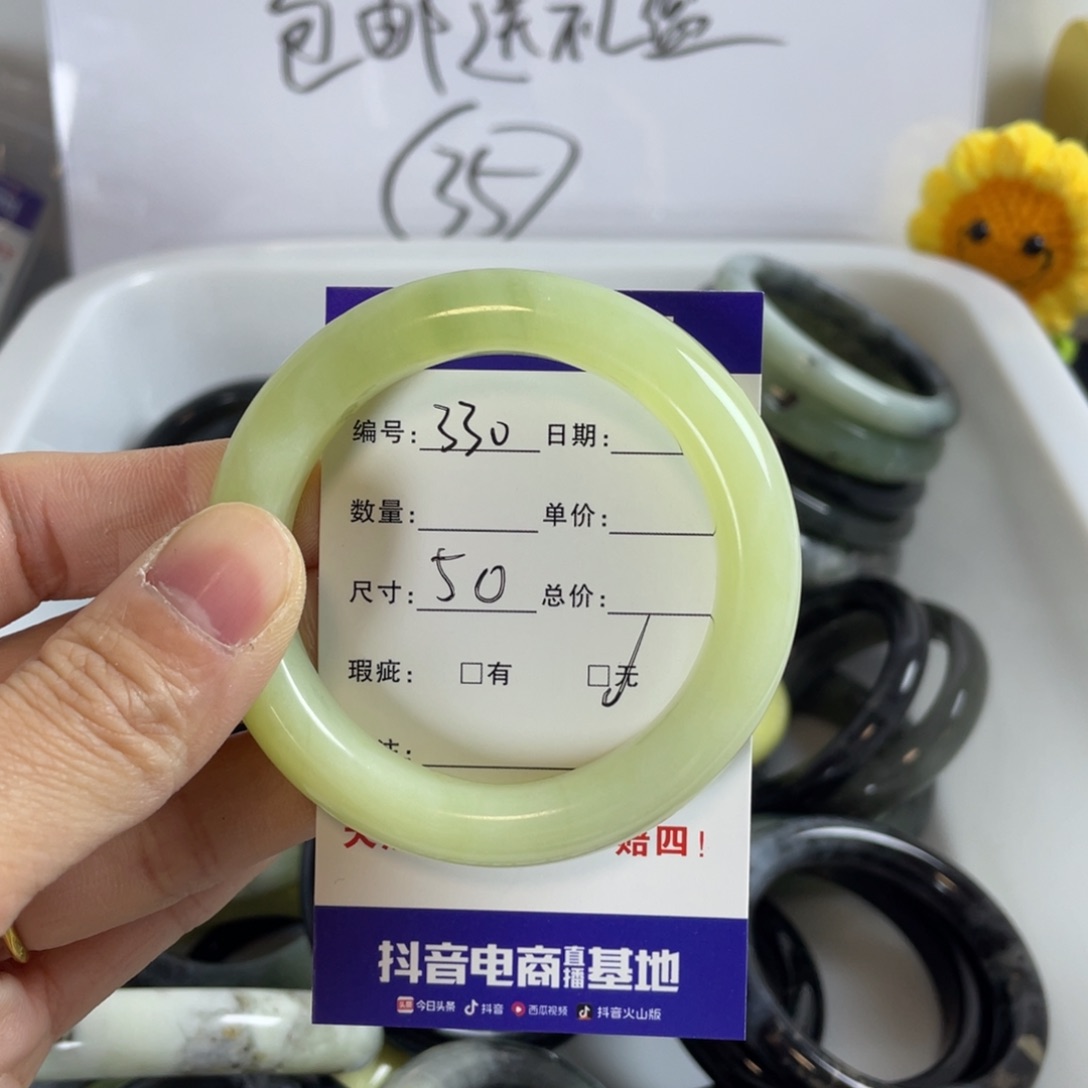 包邮送礼盒
35
编号: 330 日期:
数量: 单价:
尺寸: 50 总价:
瑕疵: □有 □无
赔四!
抖音电商直播基地
今日头条 抖音 西瓜视频 抖音火山版